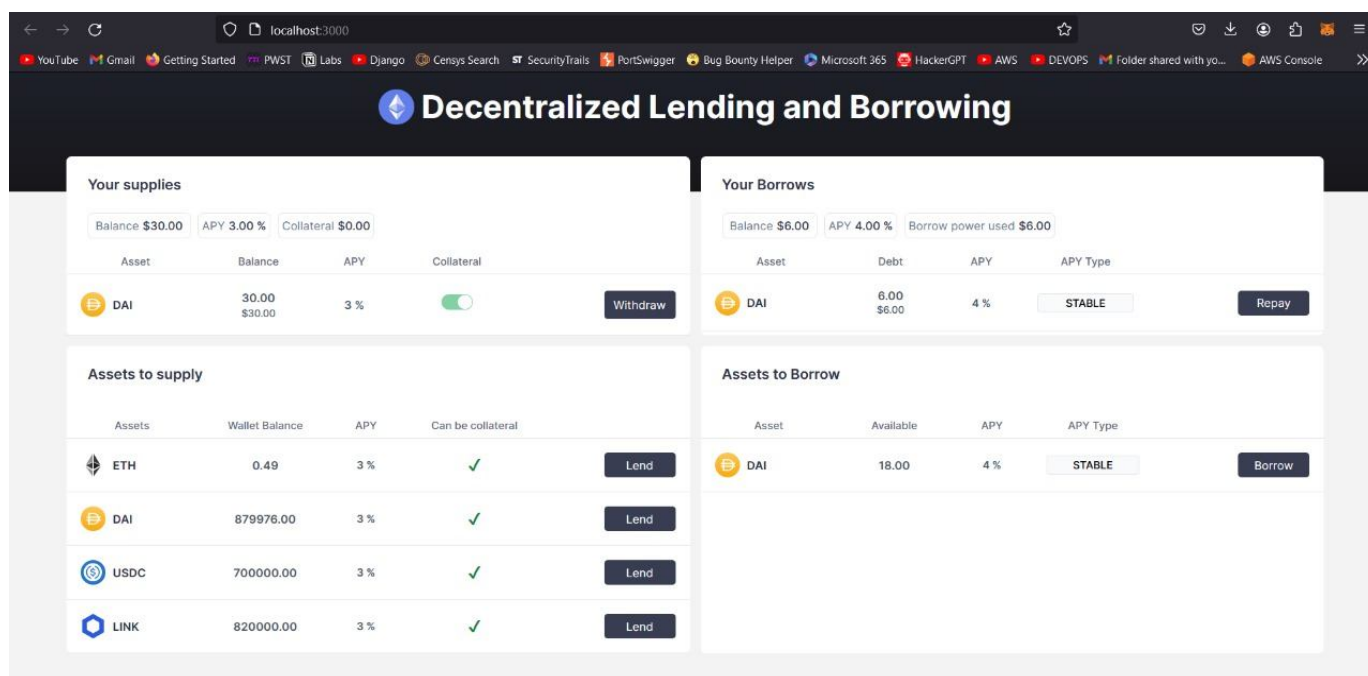 localhost:3000
YouTube Gmail Getting Started PWST Labs Django Censys Search ST SecurityTrails PortSwigger Bug Bounty Helper Microsoft 365 HackerGPT AWS DEVOPS Folder shared with yo... AWS Console
Decentralized Lending and Borrowing
Your supplies
Balance $30.00 APY 3.00 % Collateral $0.00
Asset Balance APY Collateral
DAI 30.00 3 % Withdraw
$30.00
Your Borrows
Balance $6.00 APY 4.00 % Borrow power used $6.00
Asset Debt APY APY Type
DAI 6.00 4 % STABLE Repay
$6.00
Assets to supply
Assets Wallet Balance APY Can be collateral
ETH 0.49 3 % Lend
DAI 879976.00 3 % Lend
USDC 700000.00 3 % Lend
LINK 820000.00 3 % Lend
Assets to Borrow
Asset Available APY APY Type
DAI 18.00 4 % STABLE Borrow